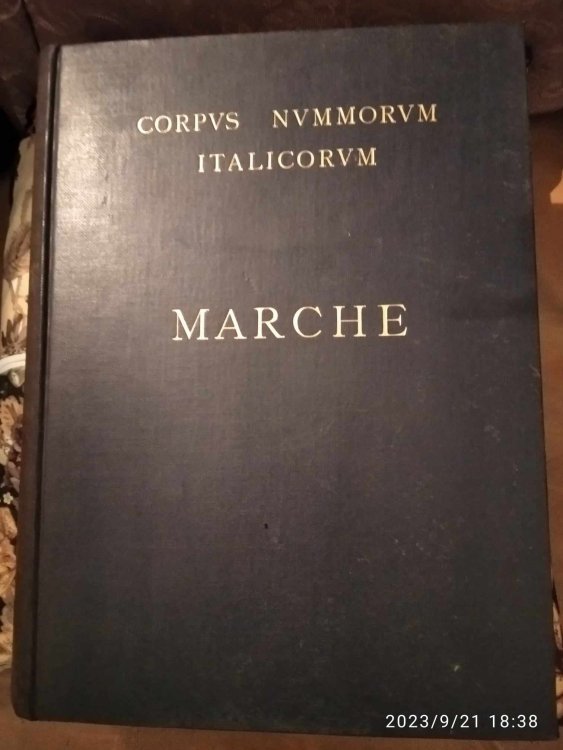 CORPVS NVMMORVM
ITALICORVM
MARCHE
2023/9/21 18:38